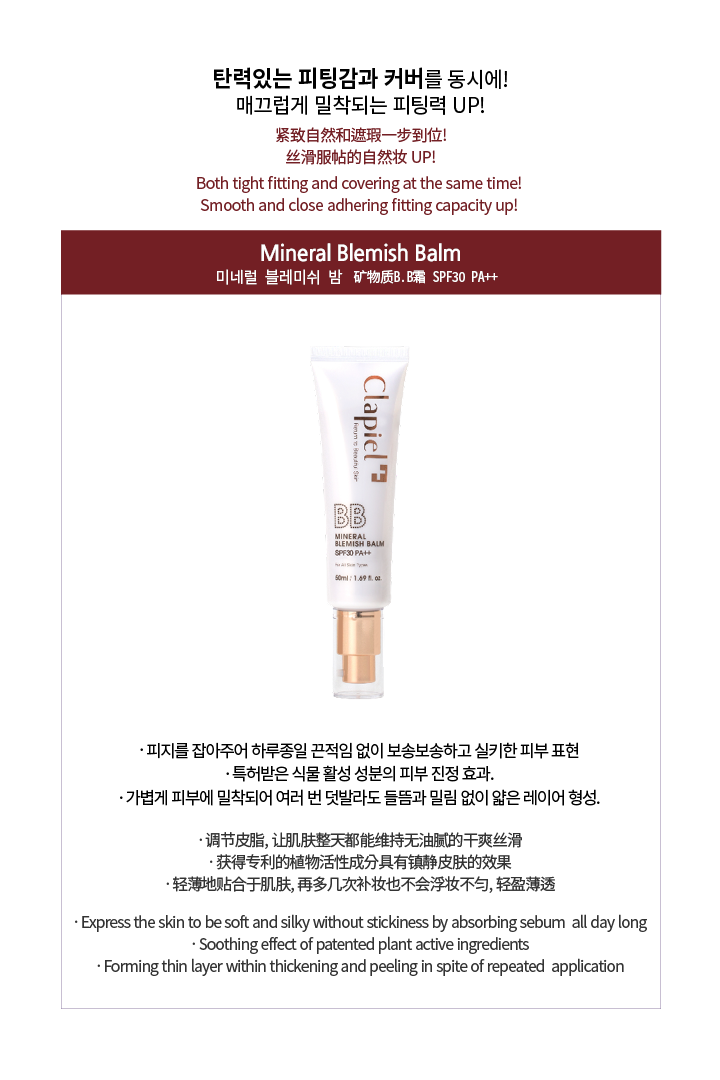 탄력있는 피팅감과 커버를 동시에!
매끄럽게 밀착되는 피팅력 UP!
紧致自然和遮瑕一步到位!
丝滑服帖的自然妆 UP!
Both tight fitting and covering at the same time!
Smooth and close adhering fitting capacity up!
Mineral Blemish Balm
미네럴 블레미쉬 밤 矿物质B.B霜 SPF30 PA++
Clapiel
Return to Beautiful Skin
BB
MINERAL
BLEMISH BALM
SPF30 PA++
For All Skin Types
50ml / 1.69 fl. oz.
· 피지를 잡아주어 하루종일 끈적임 없이 보송보송하고 실키한 피부 표현
· 특허받은 식물 활성 성분의 피부 진정 효과.
· 가볍게 피부에 밀착되어 여러 번 덧발라도 들뜸과 밀림 없이 얇은 레이어 형성.
· 调节皮脂, 让肌肤整天都能维持无油腻的干爽丝滑
· 获得专利的植物活性成分具有镇静皮肤的效果
· 轻薄地贴合于肌肤, 再多几次补妆也不会浮妆不匀, 轻盈薄透
· Express the skin to be soft and silky without stickiness by absorbing sebum all day long
· Soothing effect of patented plant active ingredients
· Forming thin layer within thickening and peeling in spite of repeated application